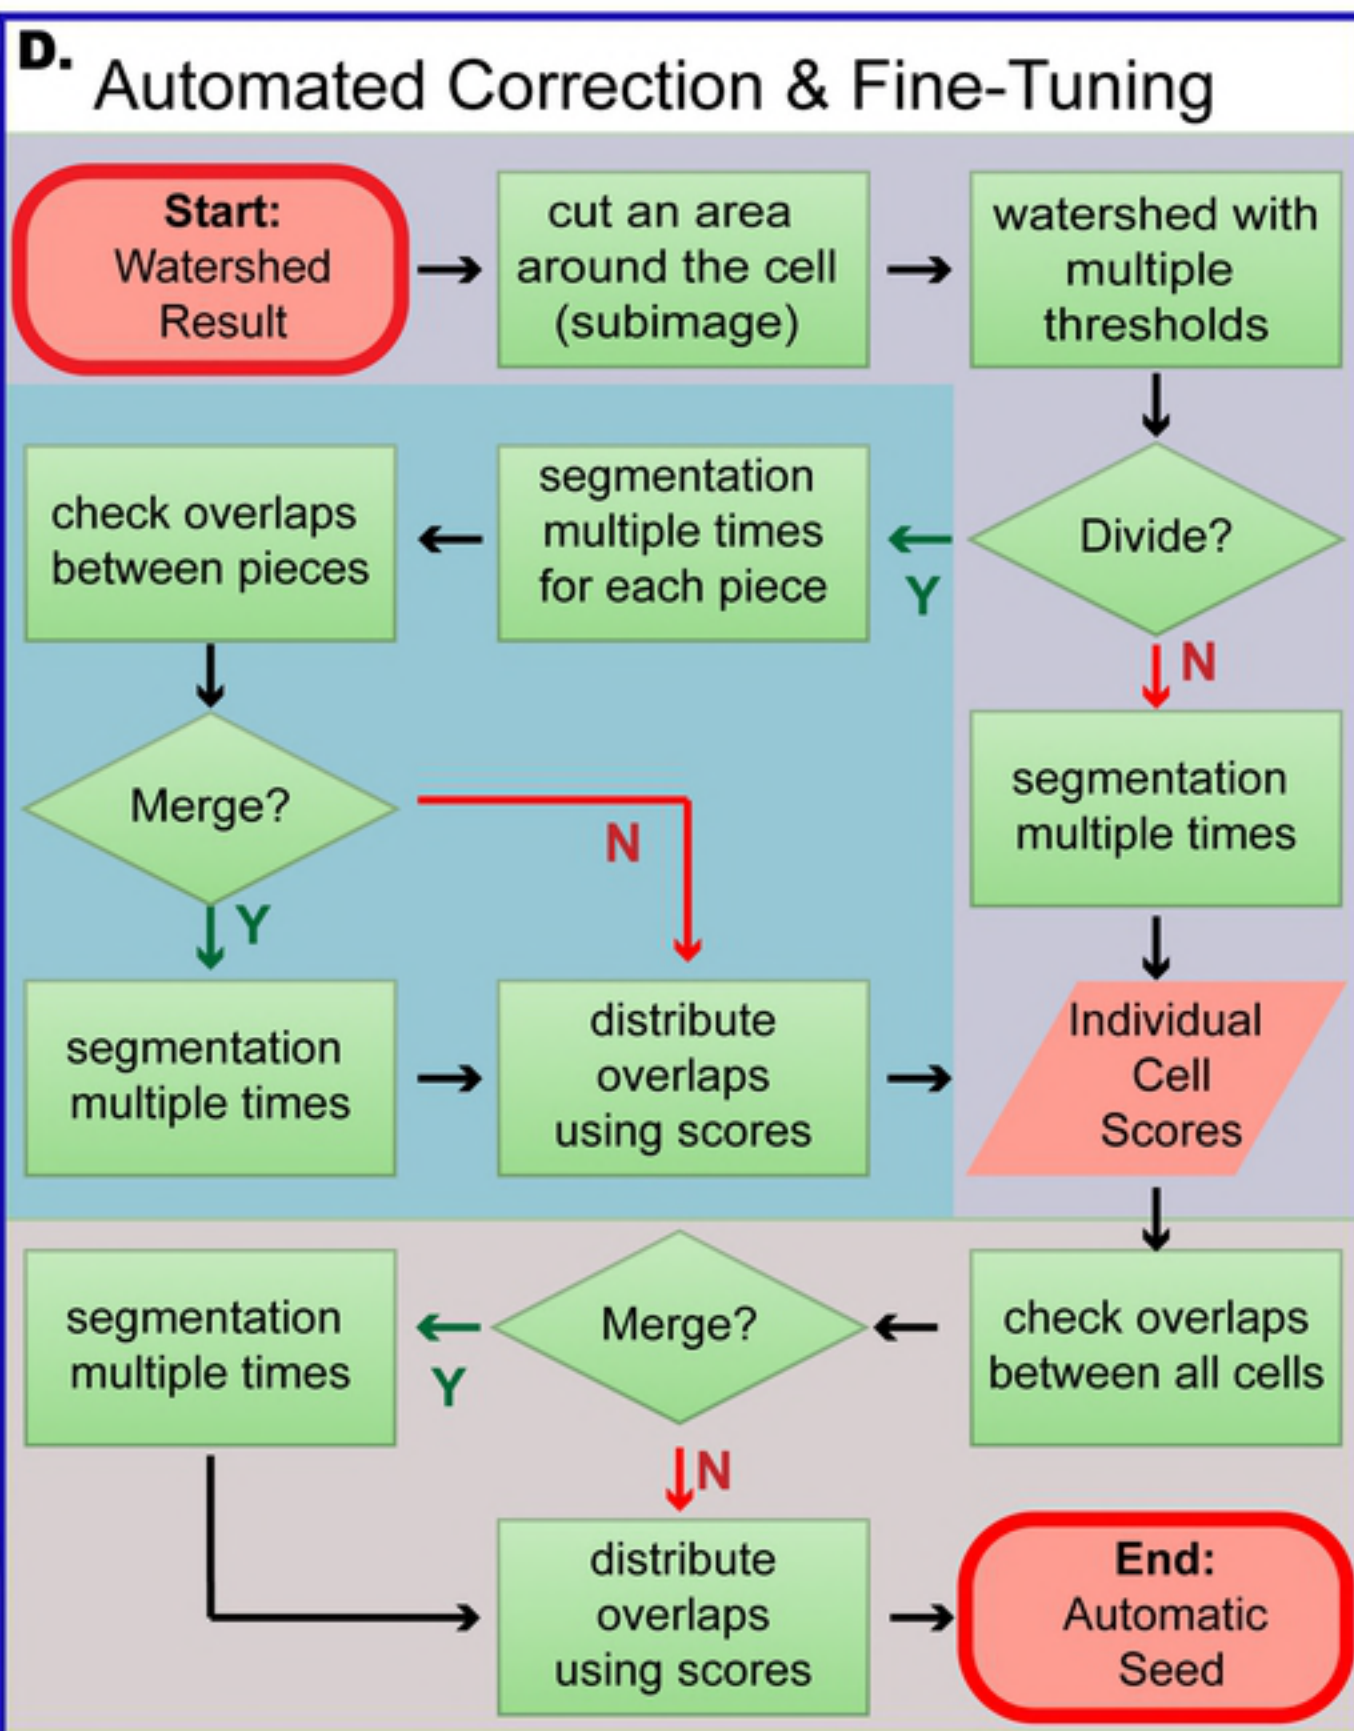 D.
Automated Correction & Fine-Tuning
Start:
Watershed
Result
cut an area
around the cell
(subimage)
watershed with
multiple
thresholds
Divide?
Y
N
segmentation
multiple times
for each piece
check overlaps
between pieces
Merge?
N
Y
segmentation
multiple times
segmentation
multiple times
distribute
overlaps
using scores
Individual
Cell
Scores
check overlaps
between all cells
Merge?
Y
N
segmentation
multiple times
distribute
overlaps
using scores
End:
Automatic
Seed